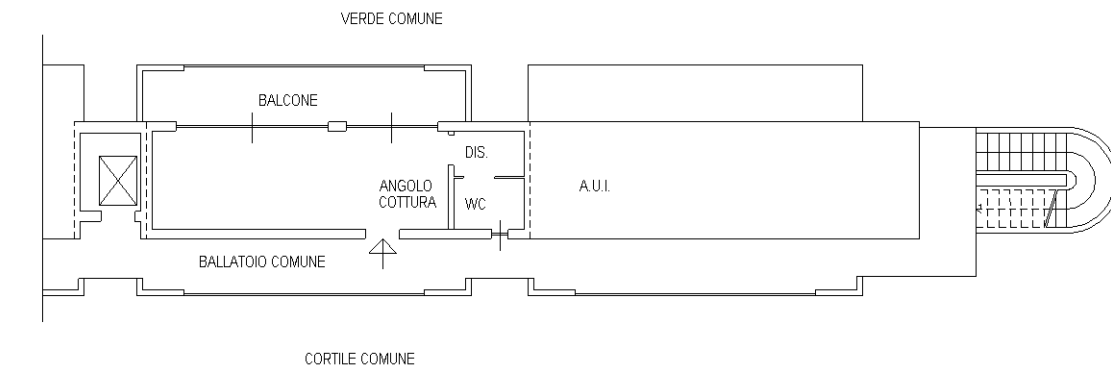 VERDE COMUNE
BALCONE
DIS.
ANGOLO
COTTURA
WC
A.U.I.
BALLATOIO COMUNE
CORTILE COMUNE